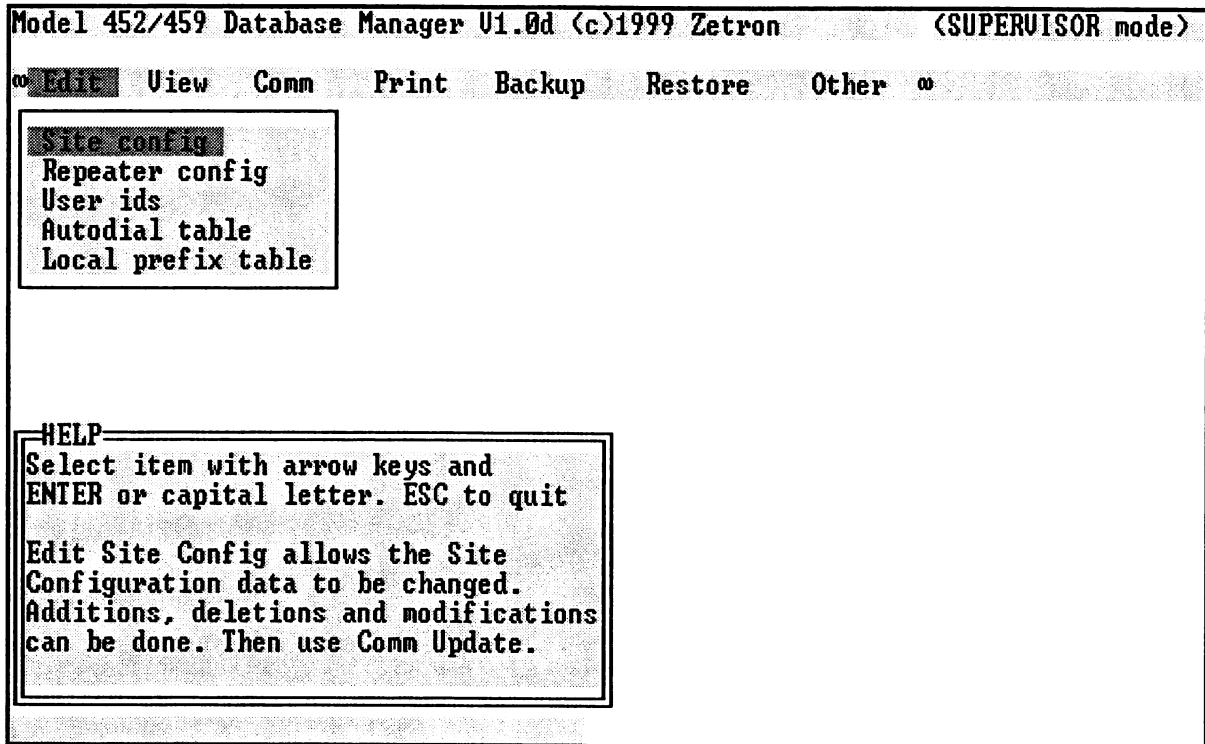 Model 452/459 Database Manager V1.0d (c)1999 Zetron (SUPERVISOR mode)
∞ Edit View Comm Print Backup Restore Other ∞
Site config
Repeater config
User ids
Autodial table
Local prefix table
HELP
Select item with arrow keys and
ENTER or capital letter. ESC to quit
Edit Site Config allows the Site
Configuration data to be changed.
Additions, deletions and modifications
can be done. Then use Comm Update.